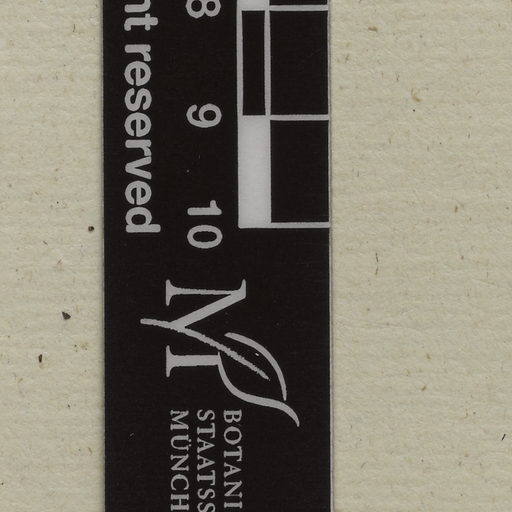 nt reserved
8 9 10
M
BOTANI
STAATSS
MÜNCH